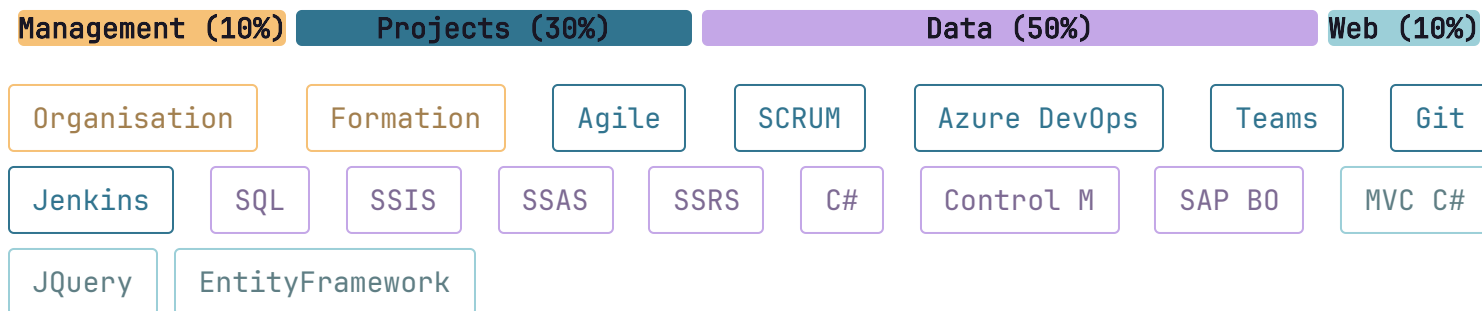 Management (10%) Projects (30%) Data (50%) Web (10%)
Organisation Formation Agile SCRUM Azure DevOps Teams Git
Jenkins SQL SSIS SSAS SSRS C# Control M SAP BO MVC C#
JQuery EntityFramework